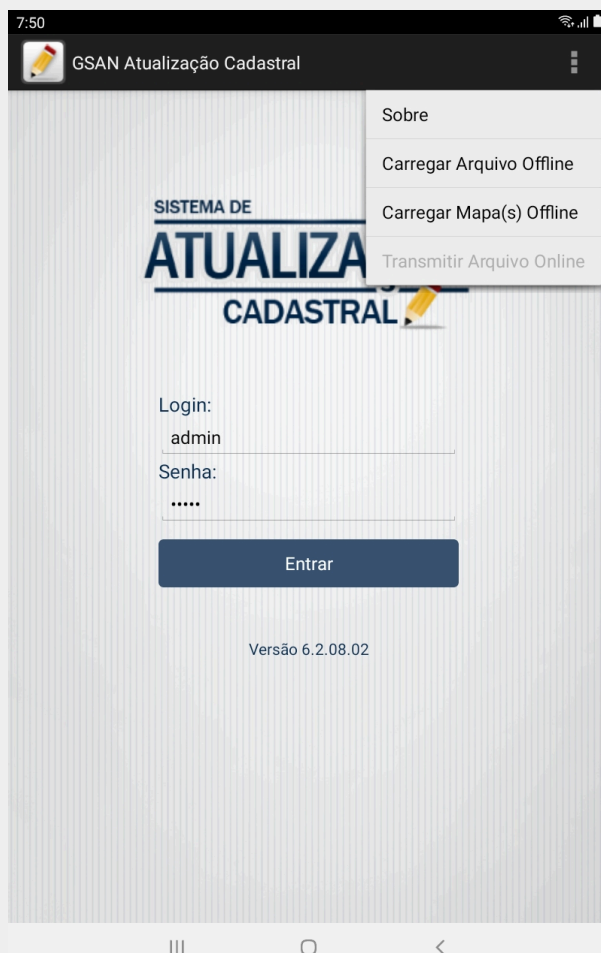 7:50
GSAN Atualização Cadastral
Sobre
Carregar Arquivo Offline
Carregar Mapa(s) Offline
Transmitir Arquivo Online
SISTEMA DE
ATUALIZA
CADASTRAL
Login:
admin
Senha:
•••••
Entrar
Versão 6.2.08.02